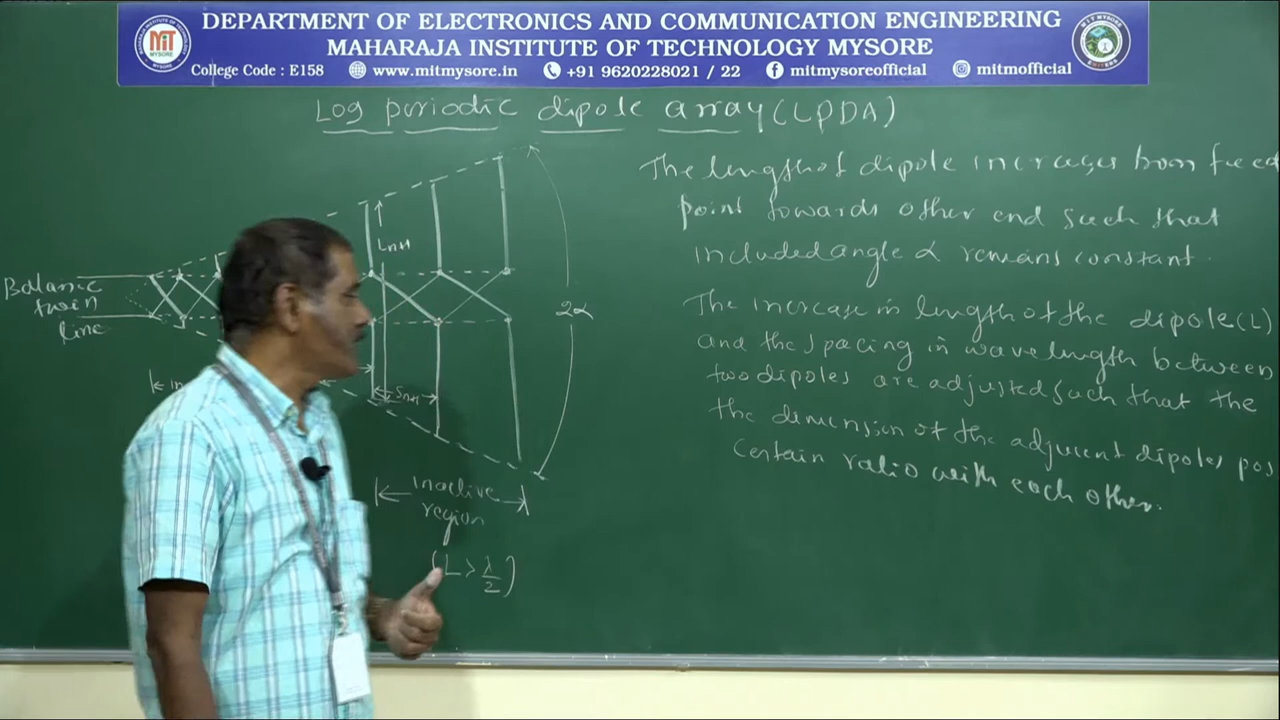 DEPARTMENT OF ELECTRONICS AND COMMUNICATION ENGINEERING
MAHARAJA INSTITUTE OF TECHNOLOGY MYSORE
College Code : E158 www.mitmysore.in +91 9620228021 / 22 mitmysoreofficial mitmofficial
MIT
MYSORE
Log periodic dipole array (LPDA)
The length of dipole increases from feed
point towards other end such that
included angle α remains constant.
The increase in length of the dipole (L)
and the spacing in wavelength between
two dipoles are adjusted such that the
the dimension of the adjacent dipoles pos
certain ratio with each other.
Balanc
twin
line
Ln+1
2α
Sn+1
Inactive
region
(L > λ/2)